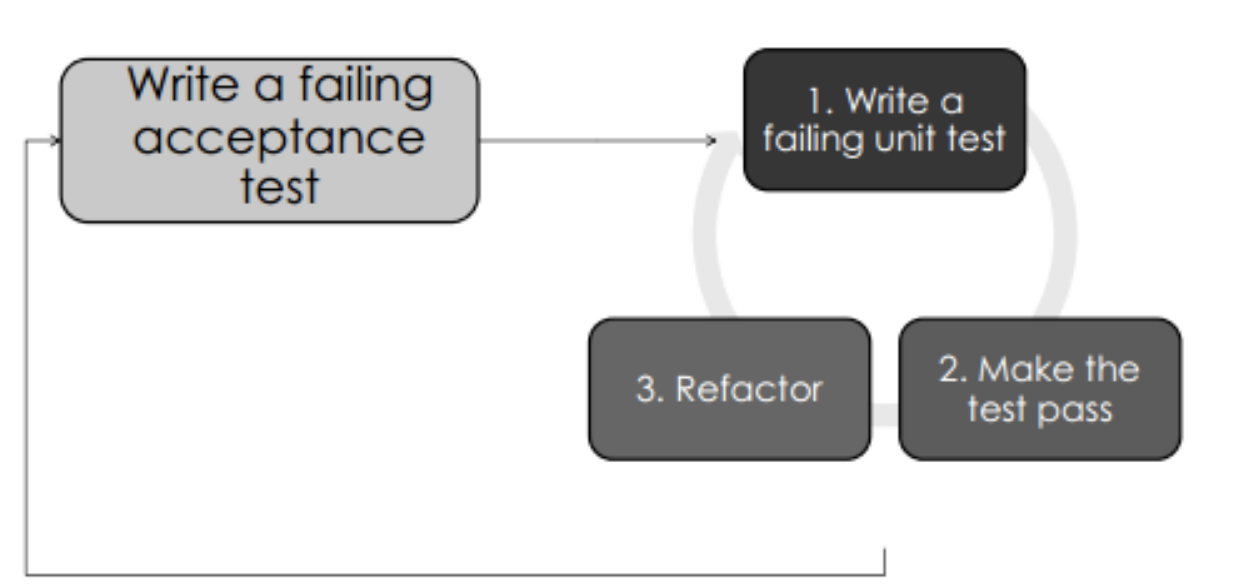 Write a failing
acceptance
test
1. Write a
failing unit test
3. Refactor
2. Make the
test pass